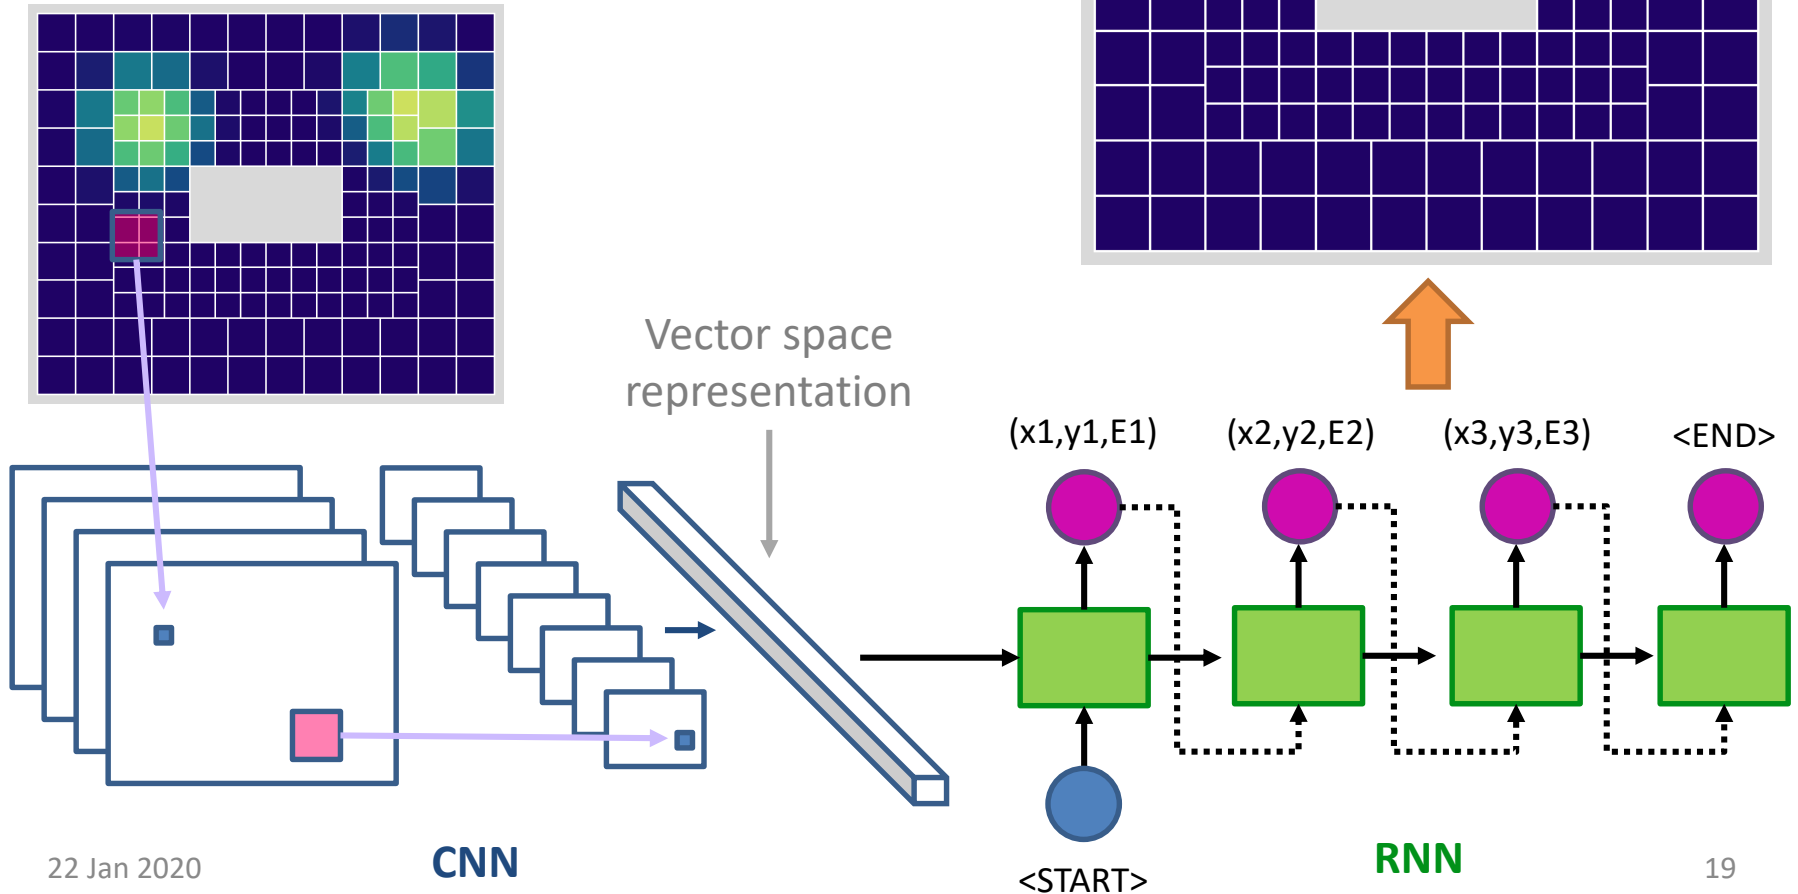 Vector space
representation
(x1,y1,E1)
(x2,y2,E2)
(x3,y3,E3)
<END>
<START>
CNN
RNN
22 Jan 2020
19